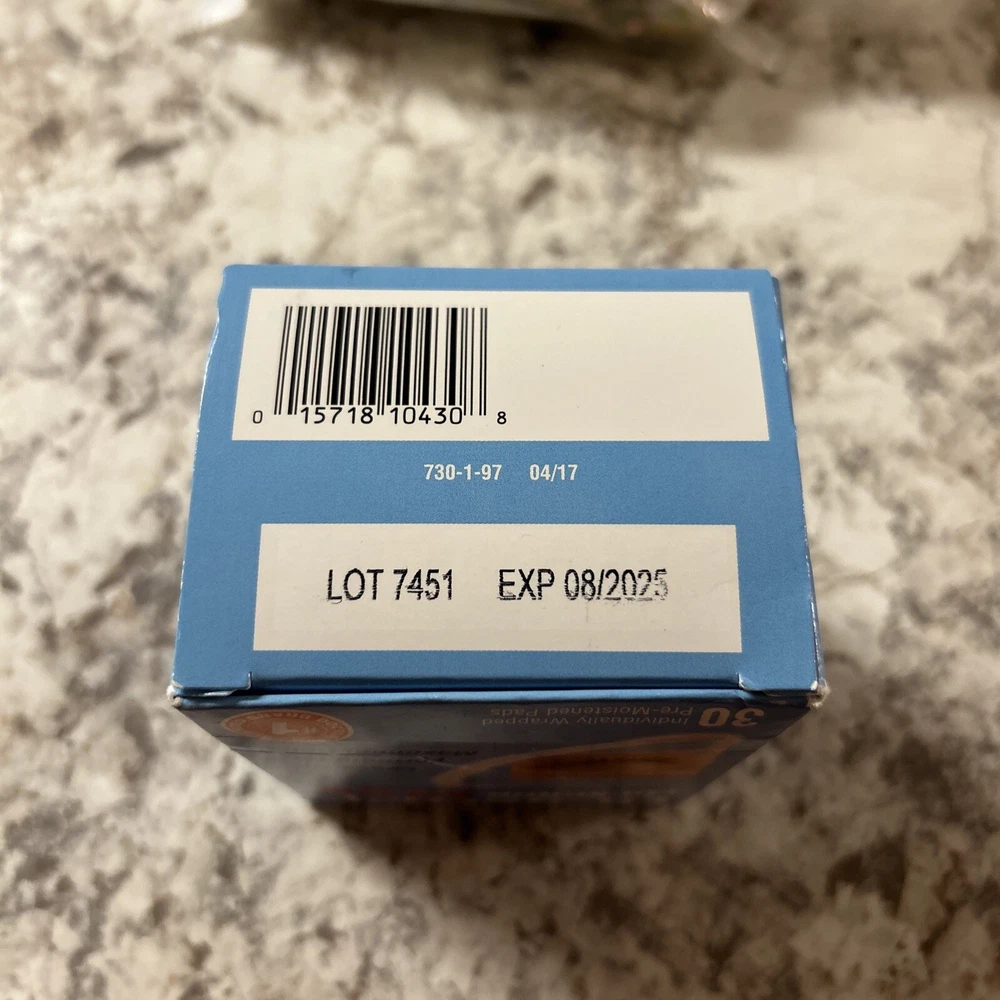 0 15718 10430 8
730-1-97 04/17
LOT 7451 EXP 08/2025
30 Individually Wrapped
Pre-Moistened Pads